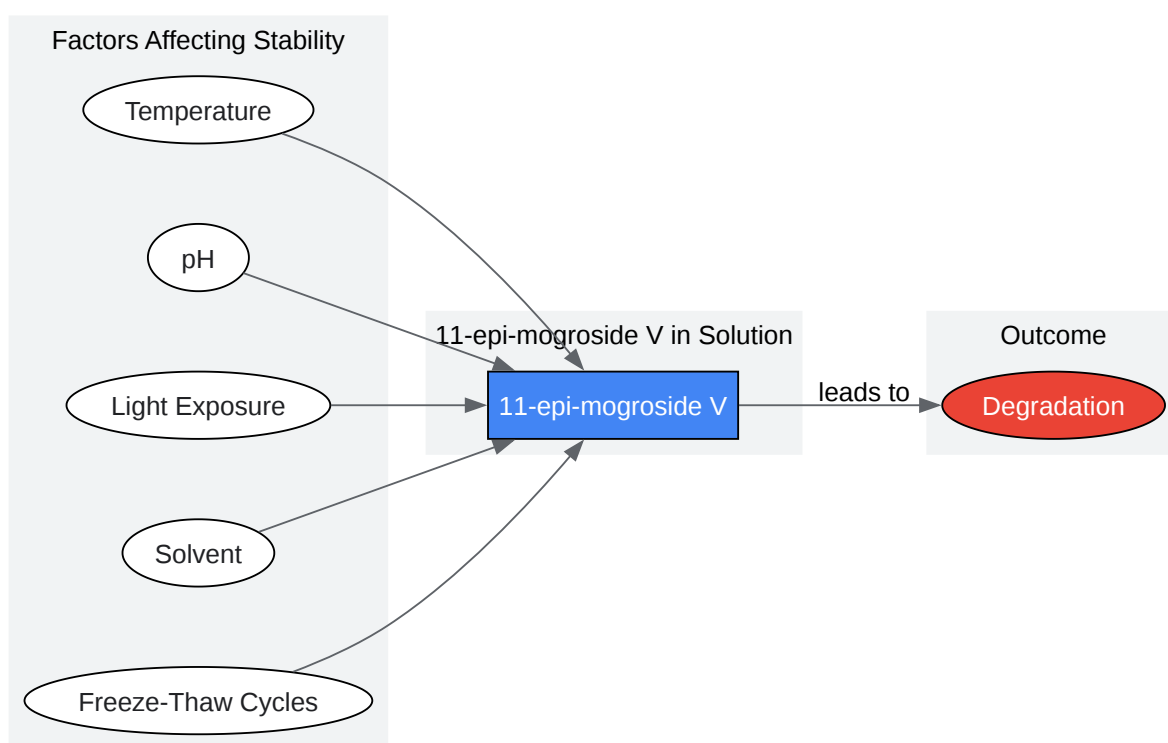 Factors Affecting Stability
Temperature
pH
Light Exposure
Solvent
Freeze-Thaw Cycles
11-epi-mogroside V in Solution
11-epi-mogroside V
leads to
Outcome
Degradation